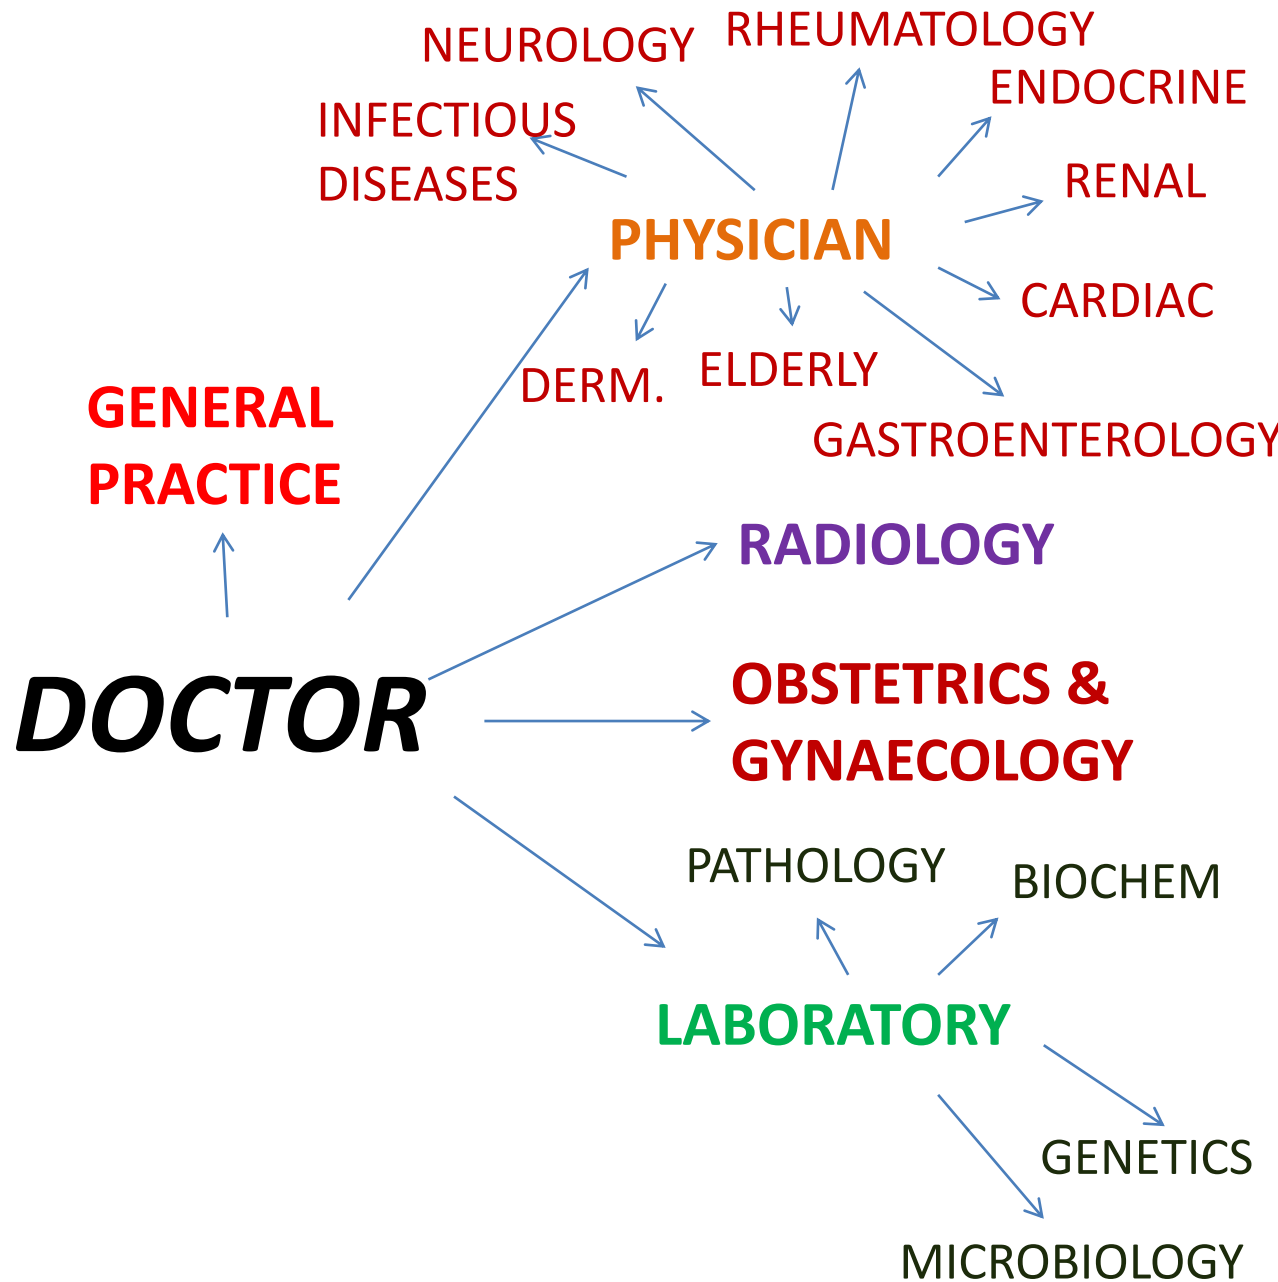 NEUROLOGY
RHEUMATOLOGY
ENDOCRINE
INFECTIOUS
DISEASES
RENAL
PHYSICIAN
CARDIAC
DERM.
ELDERLY
GASTROENTEROLOGY
GENERAL
PRACTICE
RADIOLOGY
DOCTOR
OBSTETRICS &
GYNAECOLOGY
PATHOLOGY
BIOCHEM
LABORATORY
GENETICS
MICROBIOLOGY